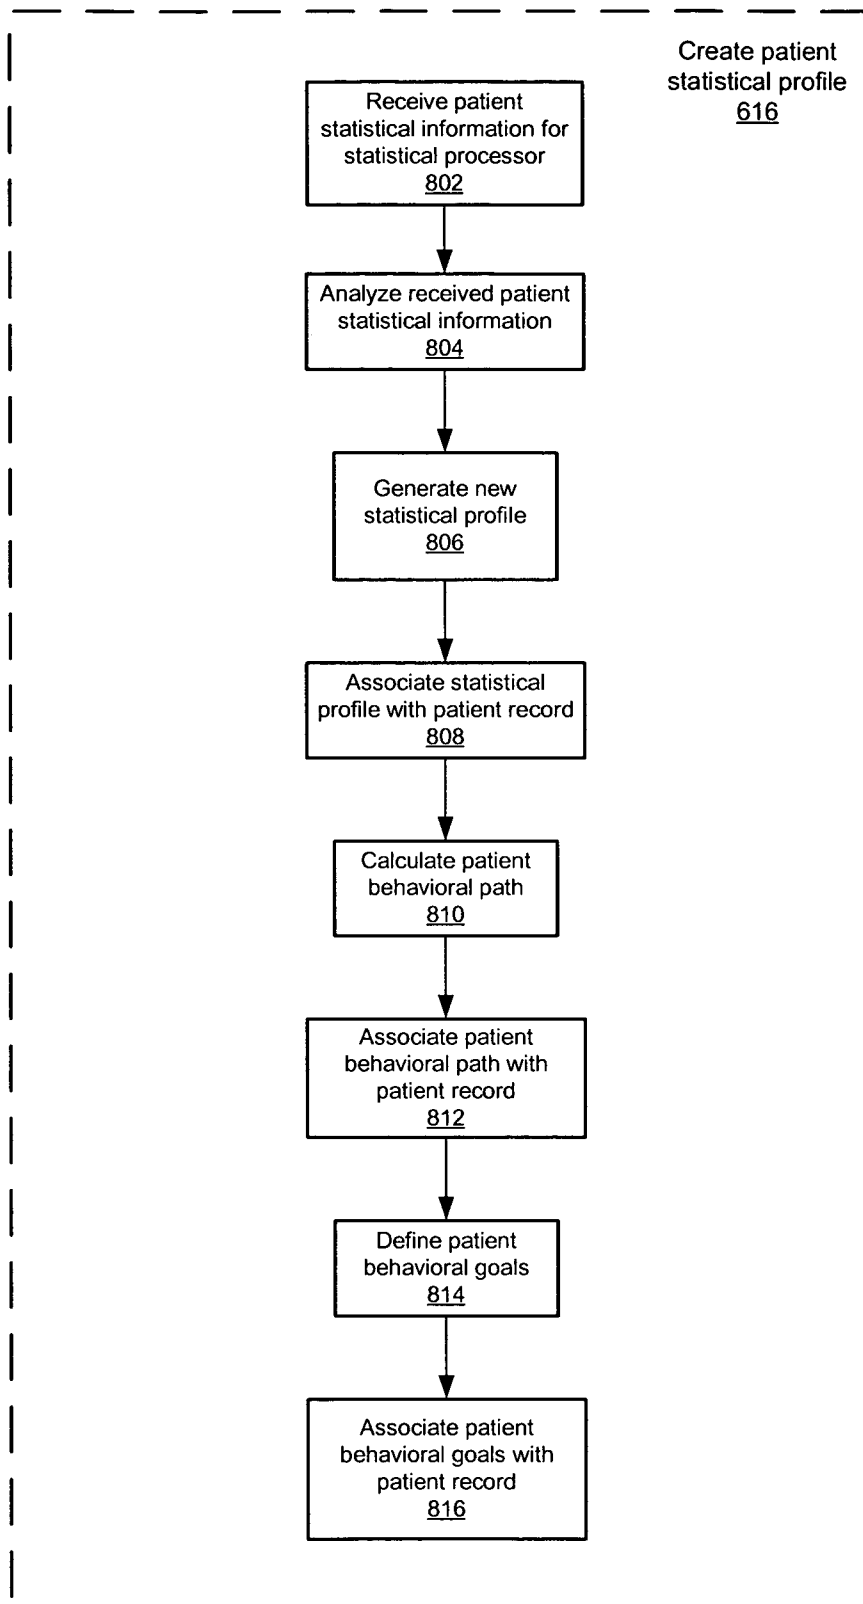 Create patient
statistical profile
616
Receive patient
statistical information for
statistical processor
802
Analyze received patient
statistical information
804
Generate new
statistical profile
806
Associate statistical
profile with patient record
808
Calculate patient
behavioral path
810
Associate patient
behavioral path with
patient record
812
Define patient
behavioral goals
814
Associate patient
behavioral goals with
patient record
816